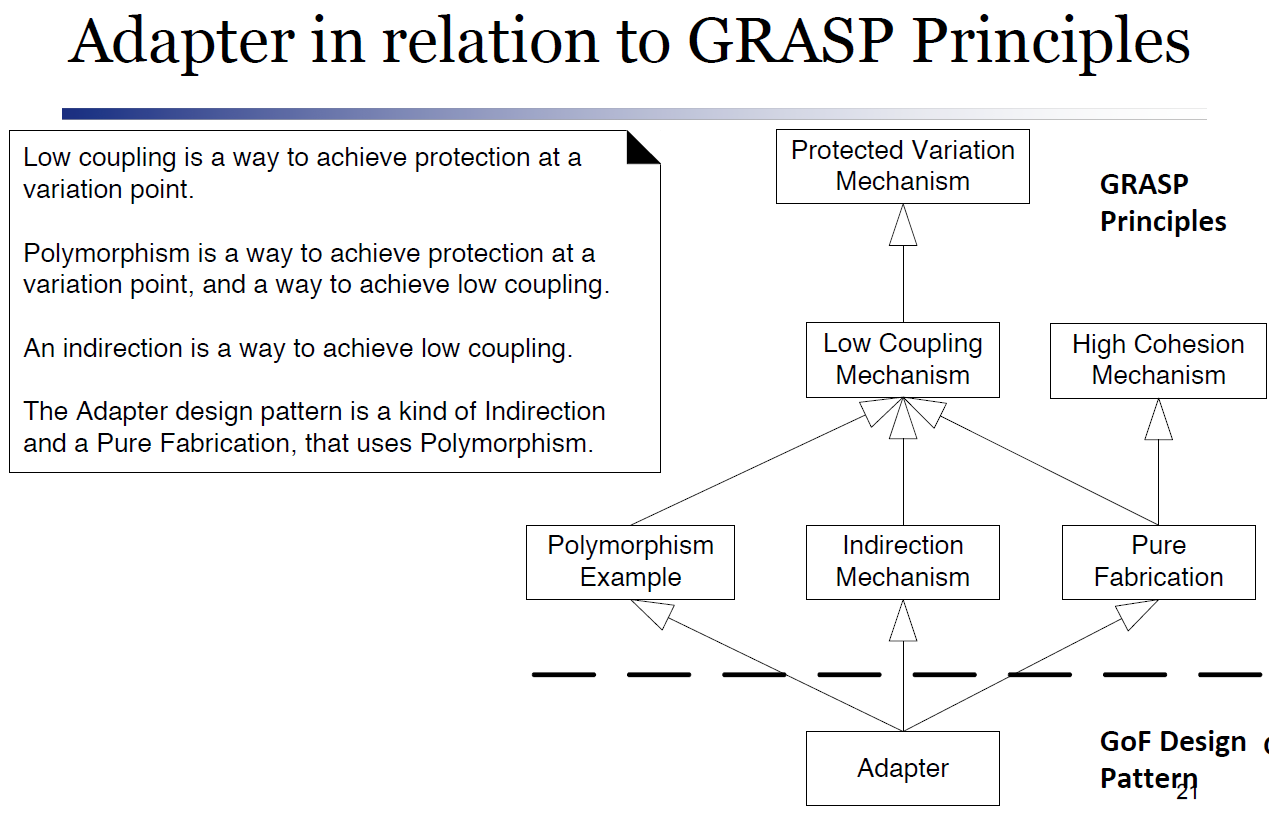 Adapter in relation to GRASP Principles
Low coupling is a way to achieve protection at a
variation point.
Polymorphism is a way to achieve protection at a
variation point, and a way to achieve low coupling.
An indirection is a way to achieve low coupling.
The Adapter design pattern is a kind of Indirection
and a Pure Fabrication, that uses Polymorphism.
Protected Variation
Mechanism
GRASP
Principles
Low Coupling
Mechanism
High Cohesion
Mechanism
Polymorphism
Example
Indirection
Mechanism
Pure
Fabrication
Adapter
GoF Design
Pattern
21